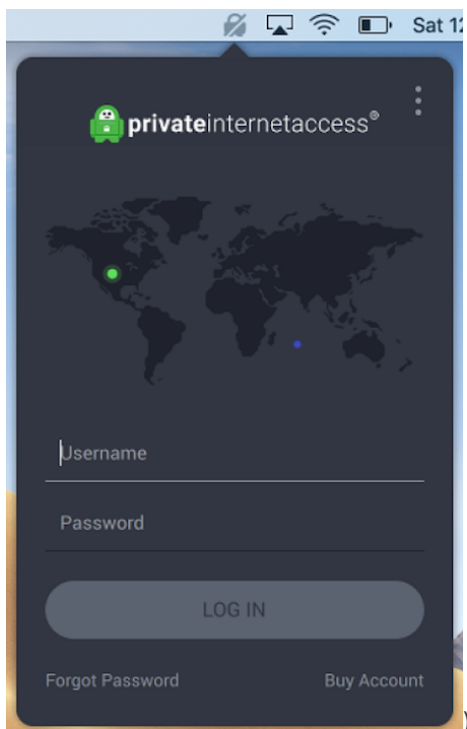 Sat 12
privateinternetaccess®
Username
Password
LOG IN
Forgot Password Buy Account